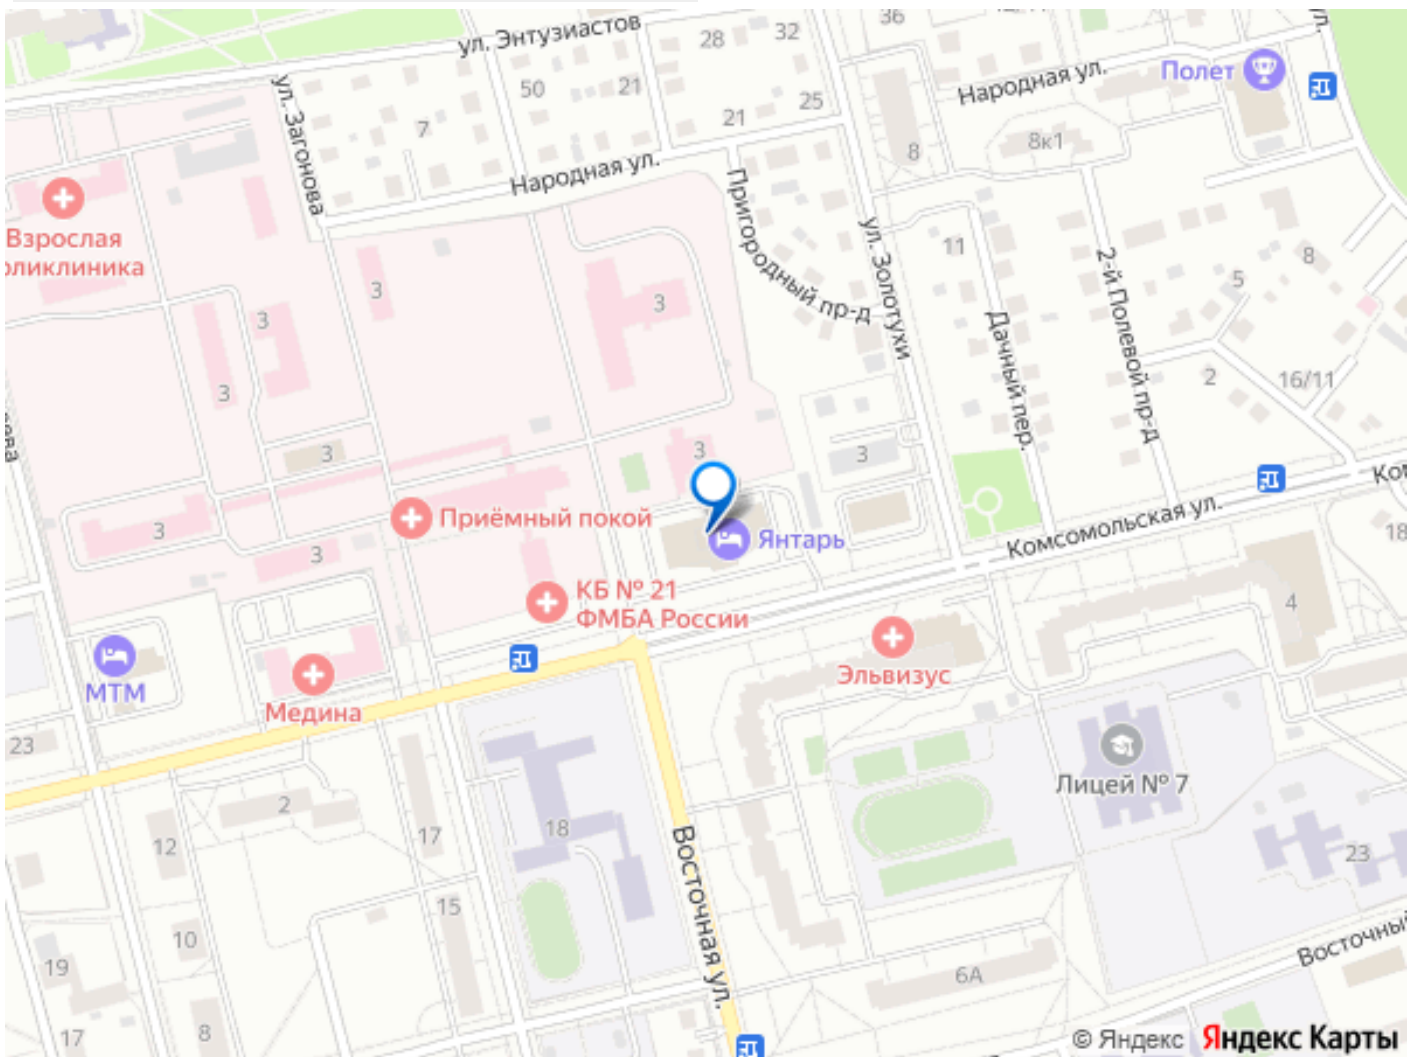 ул. Энтузиастов
28
32
36
ул.
Народная ул.
Полет
50
21
25
7
21
8
8к1
ул. Загонова
Народная ул.
Пригородный пр-д
ул. Золотухи
Взрослая
оликлиника
3
3
3
3
11
2-й Полевой пр-д
5
8
Дачный пер.
2
16/11
3
3
3
Приёмный покой
3
3
Янтарь
Комсомольская ул.
Ко
18
КБ № 21
ФМБА России
Эльвизус
4
МТМ
Медина
23
2
17
18
12
Лицей № 7
23
Восточная ул.
15
10
19
6А
Восточный
17
8
© Яндекс Яндекс Карты